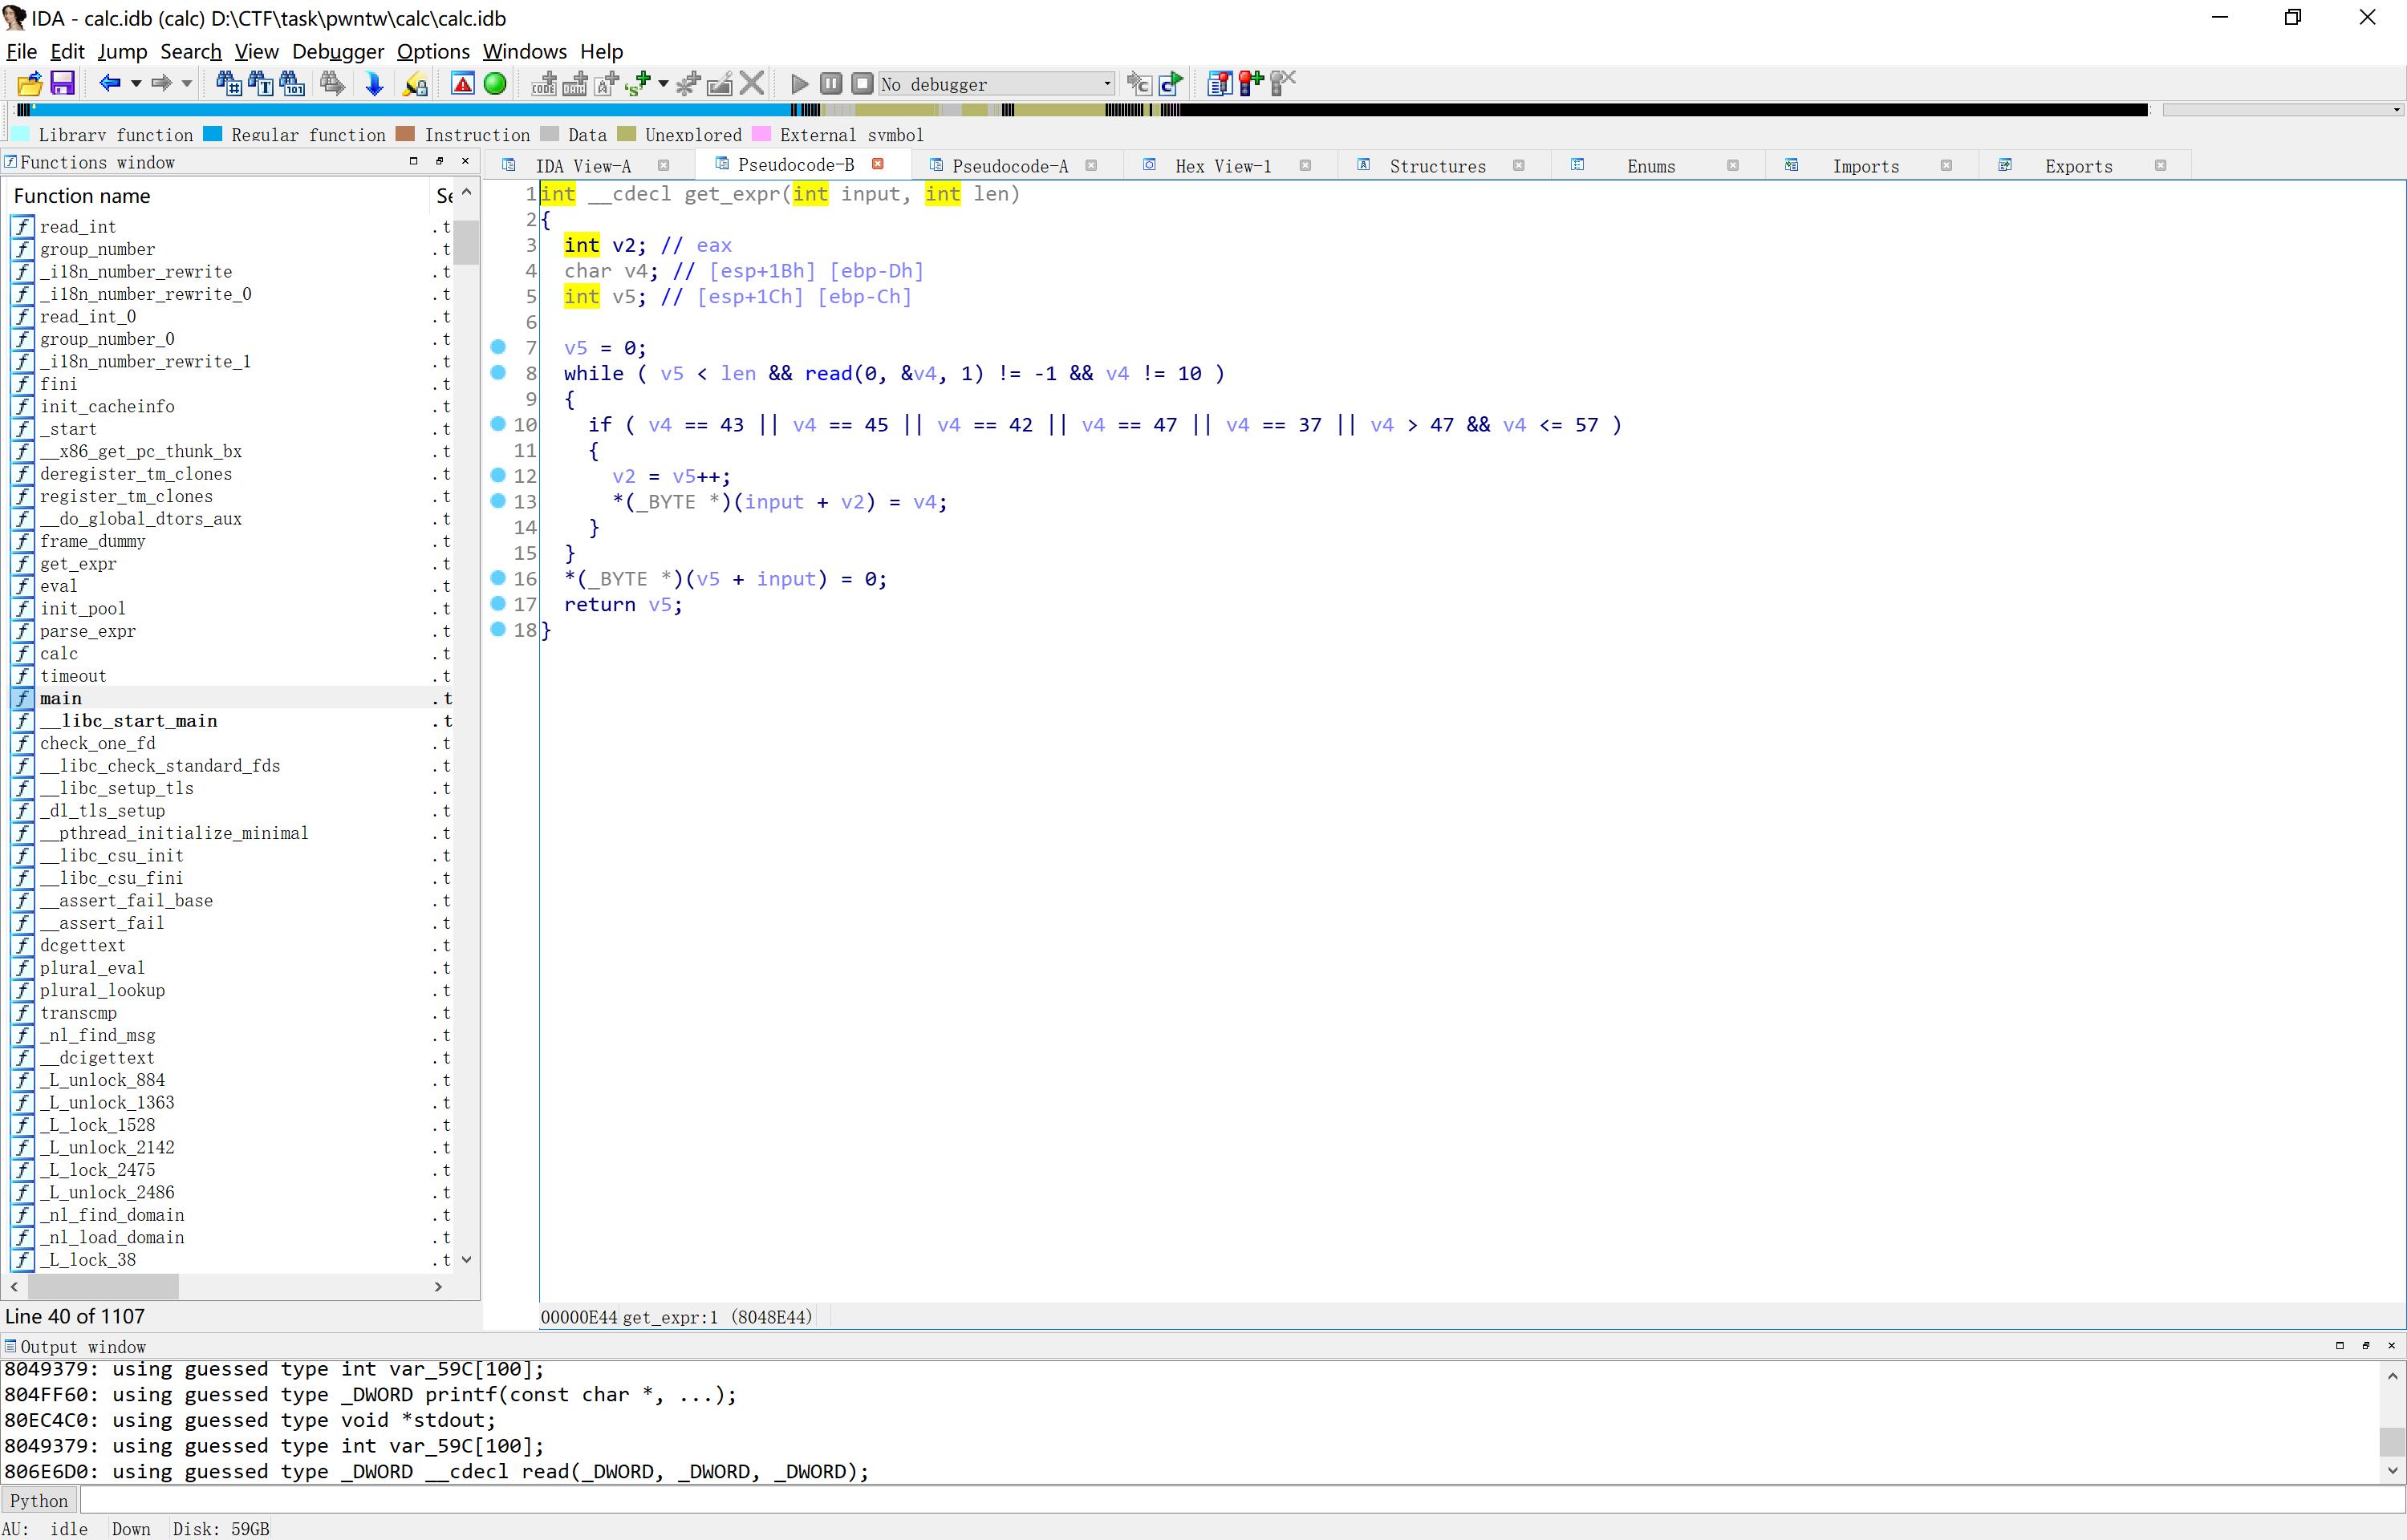 IDA - calc.idb (calc) D:\CTF\task\pwntw\calc\calc.idb
File Edit Jump Search View Debugger Options Windows Help
No debugger
Library function Regular function Instruction Data Unexplored External symbol
Functions window
IDA View-A Pseudocode-B Pseudocode-A Hex View-1 Structures Enums Imports Exports
Function name Se
read_int .t
group_number .t
_i18n_number_rewrite .t
_i18n_number_rewrite_0 .t
read_int_0 .t
group_number_0 .t
_i18n_number_rewrite_1 .t
fini .t
init_cacheinfo .t
_start .t
__x86_get_pc_thunk_bx .t
deregister_tm_clones .t
register_tm_clones .t
__do_global_dtors_aux .t
frame_dummy .t
get_expr .t
eval .t
init_pool .t
parse_expr .t
calc .t
timeout .t
main .t
__libc_start_main .t
check_one_fd .t
__libc_check_standard_fds .t
__libc_setup_tls .t
_dl_tls_setup .t
__pthread_initialize_minimal .t
__libc_csu_init .t
__libc_csu_fini .t
__assert_fail_base .t
__assert_fail .t
dcgettext .t
plural_eval .t
plural_lookup .t
transcmp .t
_nl_find_msg .t
__dcigettext .t
_L_unlock_884 .t
_L_unlock_1363 .t
_L_lock_1528 .t
_L_unlock_2142 .t
_L_lock_2475 .t
_L_unlock_2486 .t
_nl_find_domain .t
_nl_load_domain .t
_L_lock_38 .t
Line 40 of 1107
1 int __cdecl get_expr(int input, int len)
2 {
3 int v2; // eax
4 char v4; // [esp+1Bh] [ebp-Dh]
5 int v5; // [esp+1Ch] [ebp-Ch]
6
7 v5 = 0;
8 while ( v5 < len && read(0, &v4, 1) != -1 && v4 != 10 )
9 {
10 if ( v4 == 43 || v4 == 45 || v4 == 42 || v4 == 47 || v4 == 37 || v4 > 47 && v4 <= 57 )
11 {
12 v2 = v5++;
13 *(_BYTE *)(input + v2) = v4;
14 }
15 }
16 *(_BYTE *)(v5 + input) = 0;
17 return v5;
18 }
00000E44 get_expr:1 (8048E44)
Output window
8049379: using guessed type int var_59C[100];
804FF60: using guessed type _DWORD printf(const char *, ...);
80EC4C0: using guessed type void *stdout;
8049379: using guessed type int var_59C[100];
806E6D0: using guessed type _DWORD __cdecl read(_DWORD, _DWORD, _DWORD);
Python
AU: idle Down Disk: 59GB